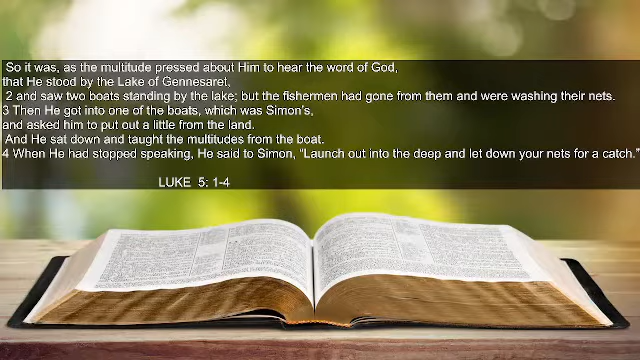 So it was, as the multitude pressed about Him to hear the word of God,
that He stood by the Lake of Gennesaret,
2 and saw two boats standing by the lake; but the fishermen had gone from them and were washing their nets.
3 Then He got into one of the boats, which was Simon's,
and asked him to put out a little from the land.
And He sat down and taught the multitudes from the boat.
4 When He had stopped speaking, He said to Simon, “Launch out into the deep and let down your nets for a catch.”
LUKE 5: 1-4